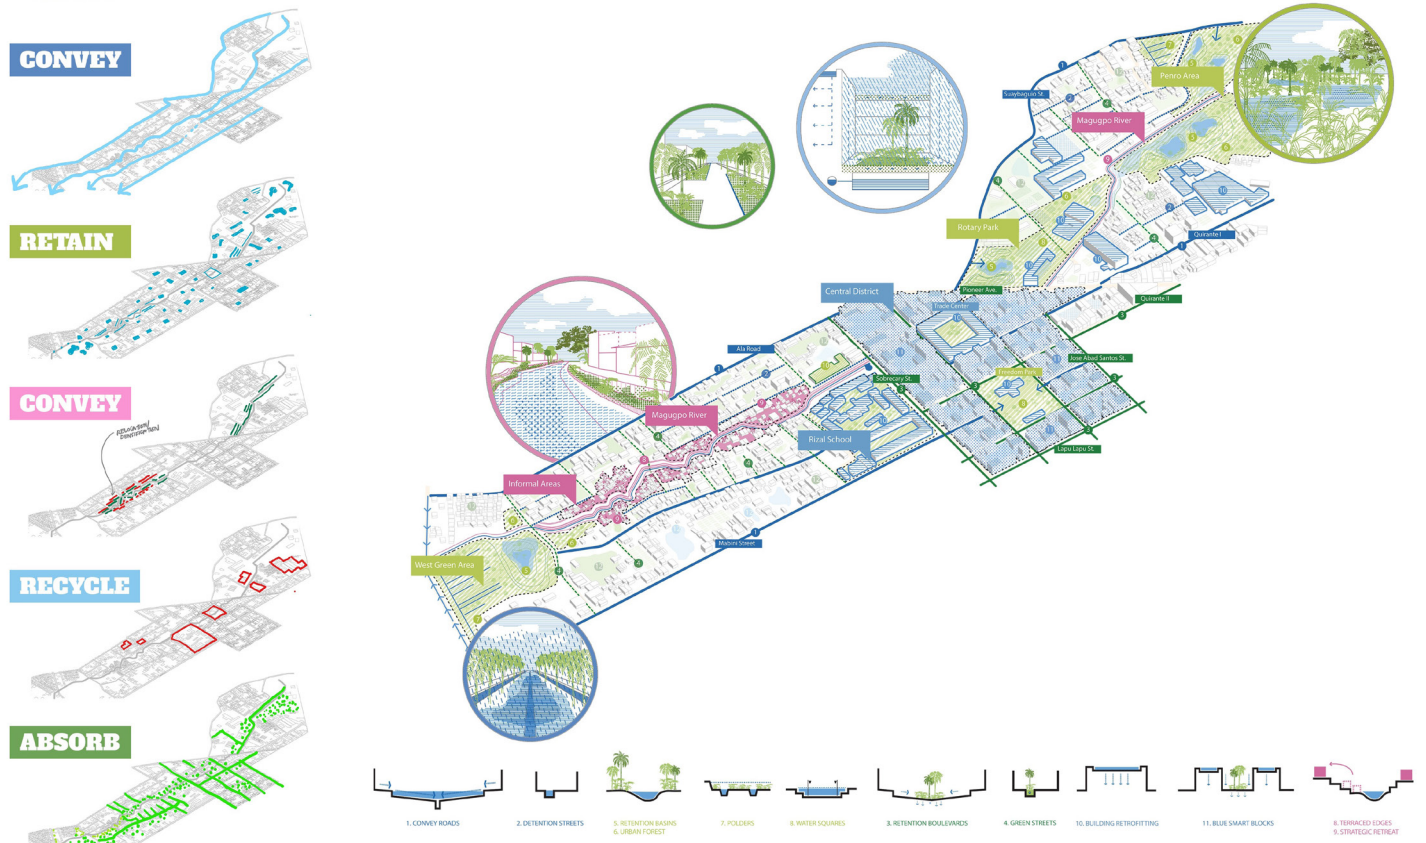 CONVEY
RETAIN
CONVEY
RECYCLE
ABSORB
Penro Area
Suaybaguio St.
Magugpo River
Rotary Park
Quirante I
Pioneer Ave.
Central District
Trade Center
Quirante II
Ala Road
Jose Abad Santos St.
Sobrecary St.
Freedom Park
Magugpo River
Rizal School
Lapu Lapu St.
Informal Areas
Mabini Street
West Green Area
1. CONVEY ROADS
2. DETENTION STREETS
5. RETENTION BASINS
6. URBAN FOREST
7. POLDERS
8. WATER SQUARES
3. RETENTION BOULEVARDS
4. GREEN STREETS
10. BUILDING RETROFITTING
11. BLUE SMART BLOCKS
8. TERRACED EDGES
9. STRATEGIC RETREAT